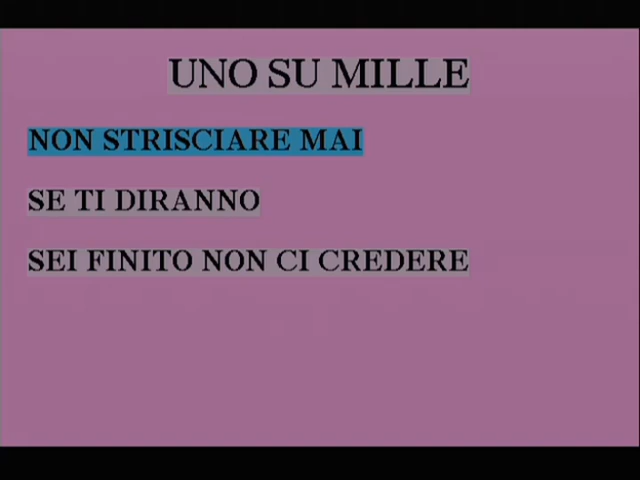 UNO SU MILLE
NON STRISCIARE MAI
SE TI DIRANNO
SEI FINITO NON CI CREDERE